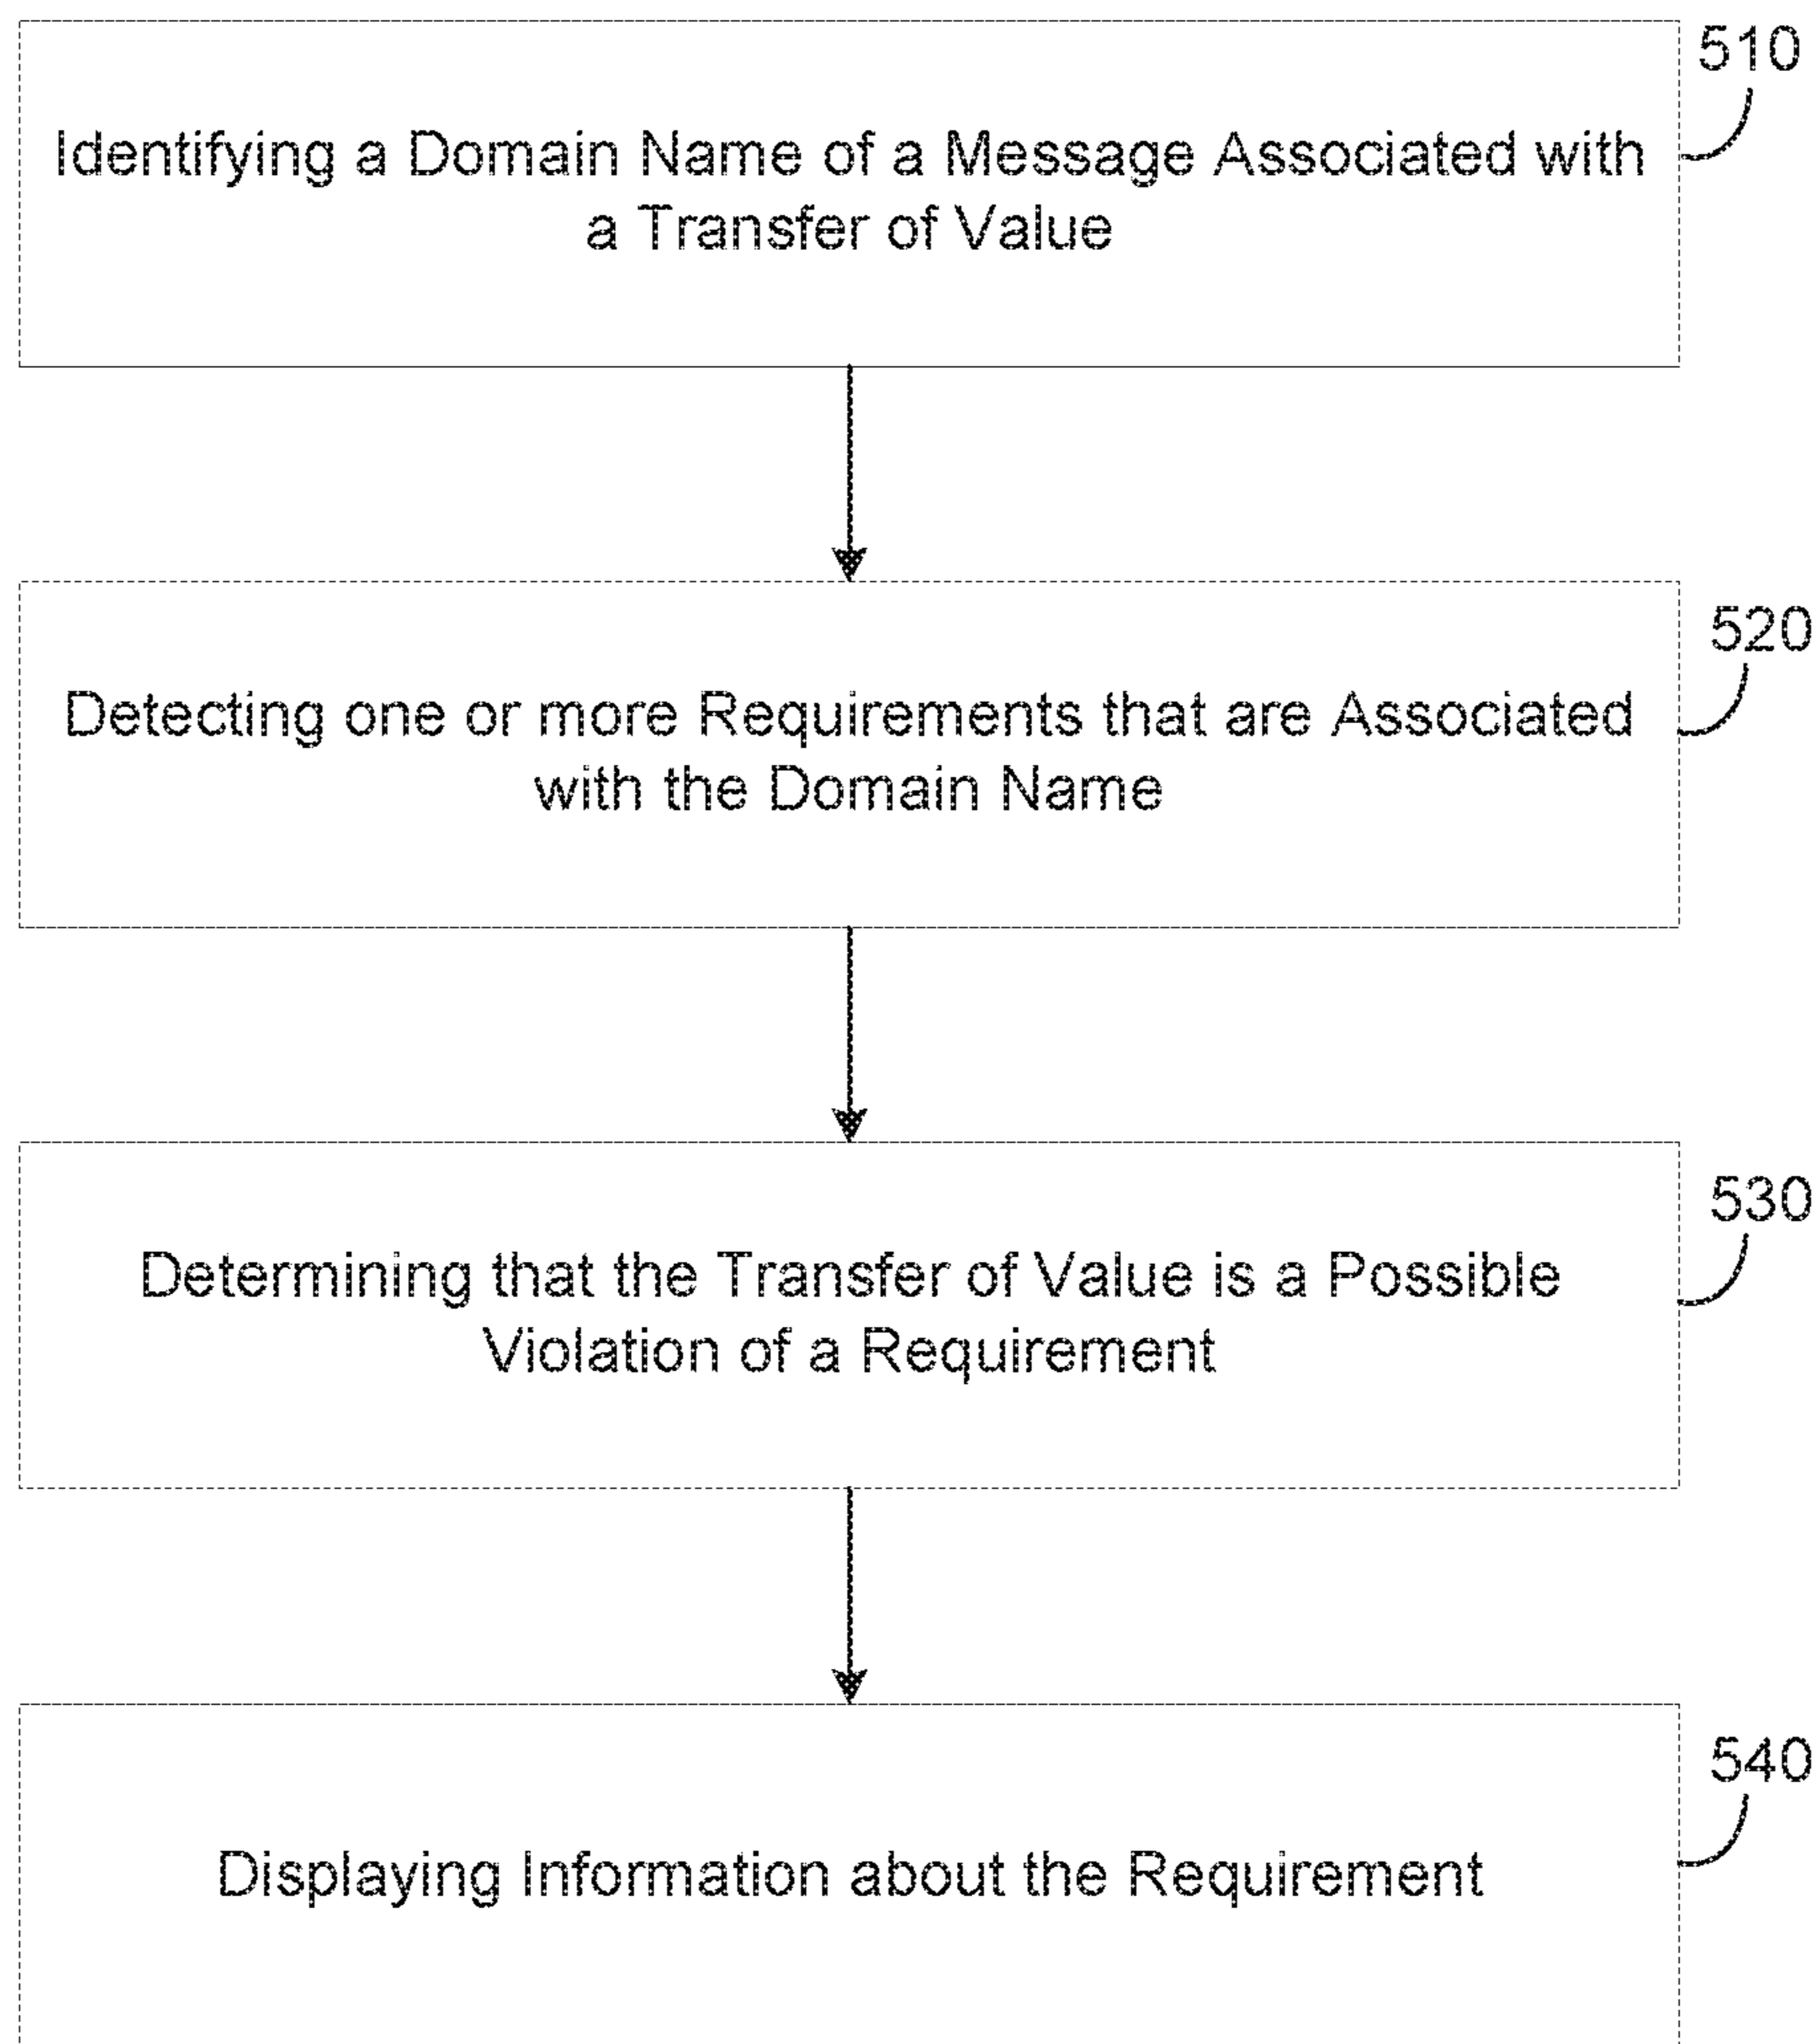 510
Identifying a Domain Name of a Message Associated with
a Transfer of Value
520
Detecting one or more Requirements that are Associated
with the Domain Name
530
Determining that the Transfer of Value is a Possible
Violation of a Requirement
540
Displaying Information about the Requirement